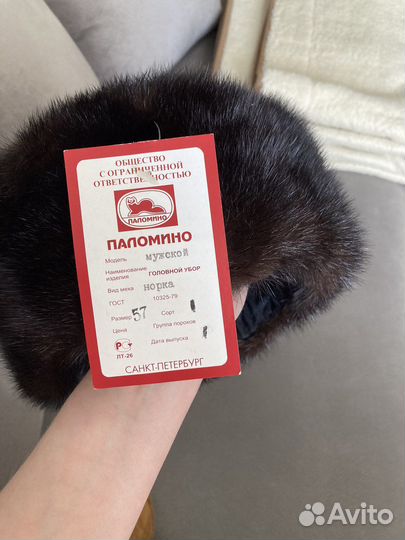 ОБЩЕСТВО
С ОГРАНИЧЕННОЙ
ОТВЕТСТВЕННОСТЬЮ
ПАЛОМИНО
ПАЛОМИНО
Модель мужской
Наименование изделия ГОЛОВНОЙ УБОР
Вид меха норка
ГОСТ 10325-79
Размер 57 Сорт I
Цена Группа пороков I
Дата выпуска
РСТ
ПТ-26
САНКТ-ПЕТЕРБУРГ
Avito